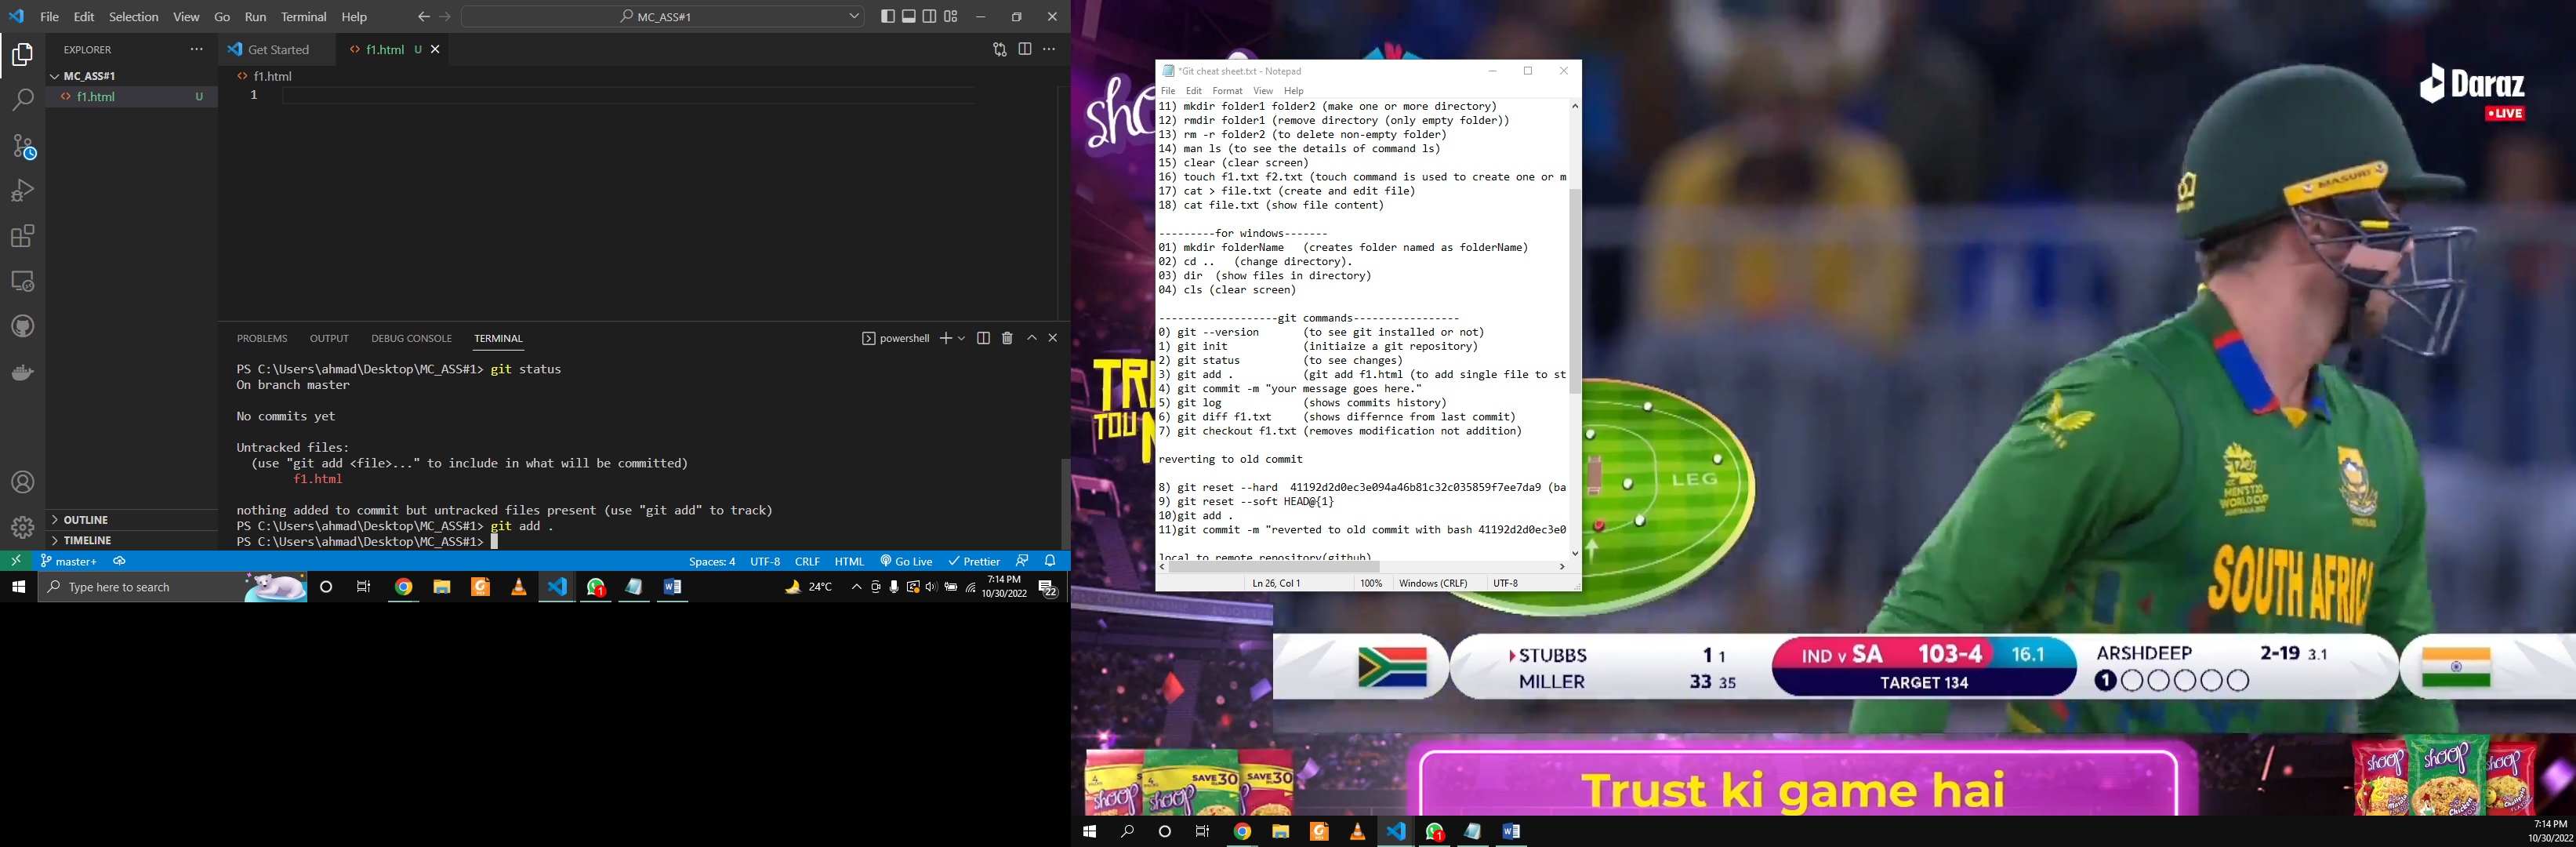 File Edit Selection View Go Run Terminal Help
MC_ASS#1
EXPLORER
Get Started
f1.html U
MC_ASS#1
f1.html U
f1.html
1
OUTLINE
TIMELINE
PROBLEMS OUTPUT DEBUG CONSOLE TERMINAL
powershell
PS C:\Users\ahmad\Desktop\MC_ASS#1> git status
On branch master
No commits yet
Untracked files:
(use "git add <file>..." to include in what will be committed)
f1.html
nothing added to commit but untracked files present (use "git add" to track)
PS C:\Users\ahmad\Desktop\MC_ASS#1> git add .
PS C:\Users\ahmad\Desktop\MC_ASS#1>
master+
Spaces: 4 UTF-8 CRLF HTML Go Live Prettier
Type here to search
24°C
7:14 PM
10/30/2022
22
*Git cheat sheet.txt - Notepad
File Edit Format View Help
11) mkdir folder1 folder2 (make one or more directory)
12) rmdir folder1 (remove directory (only empty folder))
13) rm -r folder2 (to delete non-empty folder)
14) man ls (to see the details of command ls)
15) clear (clear screen)
16) touch f1.txt f2.txt (touch command is used to create one or m
17) cat > file.txt (create and edit file)
18) cat file.txt (show file content)
---------for windows-------
01) mkdir folderName (creates folder named as folderName)
02) cd .. (change directory).
03) dir (show files in directory)
04) cls (clear screen)
------------------git commands----------------
0) git --version (to see git installed or not)
1) git init (initiaize a git repository)
2) git status (to see changes)
3) git add . (git add f1.html (to add single file to st
4) git commit -m "your message goes here."
5) git log (shows commits history)
6) git diff f1.txt (shows differnce from last commit)
7) git checkout f1.txt (removes modification not addition)
reverting to old commit
8) git reset --hard 41192d2d0ec3e094a46b81c32c035859f7ee7da9 (ba
9) git reset --soft HEAD@{1}
10)git add .
11)git commit -m "reverted to old commit with bash 41192d2d0ec3e0
local to remote repository(github)
Ln 26, Col 1 100% Windows (CRLF) UTF-8
Daraz
LIVE
MASURI
LEG
MEN'S T20
WORLD CUP
AUSTRALIA 2022
PROTEAS
SOUTH AFRICA
STUBBS 1 1
MILLER 33 35
IND v SA 103-4 16.1
TARGET 134
ARSHDEEP 2-19 3.1
1
SAVE 30
SAVE 30
shoop
shoop
Trust ki game hai
shoop
shoop
shoop
7:14 PM
10/30/2022